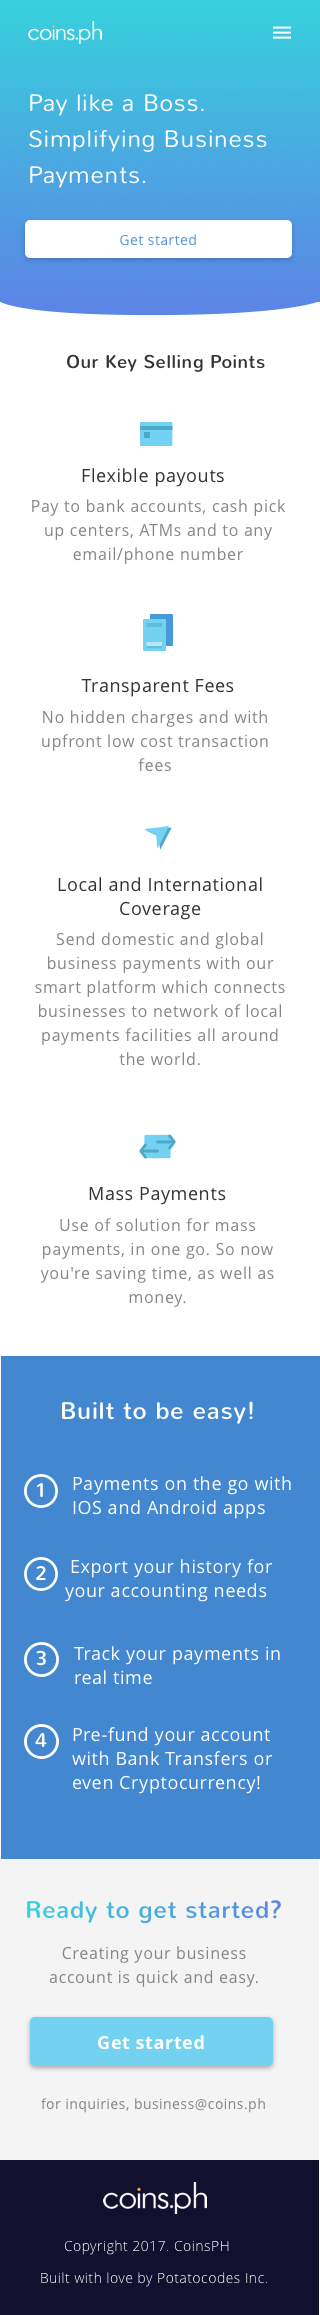 coins.ph
Pay like a Boss.
Simplifying Business
Payments.
Get started
Our Key Selling Points
Flexible payouts
Pay to bank accounts, cash pick
up centers, ATMs and to any
email/phone number
Transparent Fees
No hidden charges and with
upfront low cost transaction
fees
Local and International
Coverage
Send domestic and global
business payments with our
smart platform which connects
businesses to network of local
payments facilities all around
the world.
Mass Payments
Use of solution for mass
payments, in one go. So now
you're saving time, as well as
money.
Built to be easy!
1 Payments on the go with
IOS and Android apps
2 Export your history for
your accounting needs
3 Track your payments in
real time
4 Pre-fund your account
with Bank Transfers or
even Cryptocurrency!
Ready to get started?
Creating your business
account is quick and easy.
Get started
for inquiries, business@coins.ph
coins.ph
Copyright 2017. CoinsPH
Built with love by Potatocodes Inc.